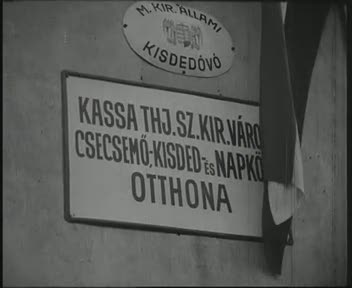 M. KIR. ÁLLAMI
KISDEDÓVÓ
KASSA THJ. SZ. KIR. VÁRO
CSECSEMŐ,-KISDED-ÉS NAPKÖ
OTTHONA